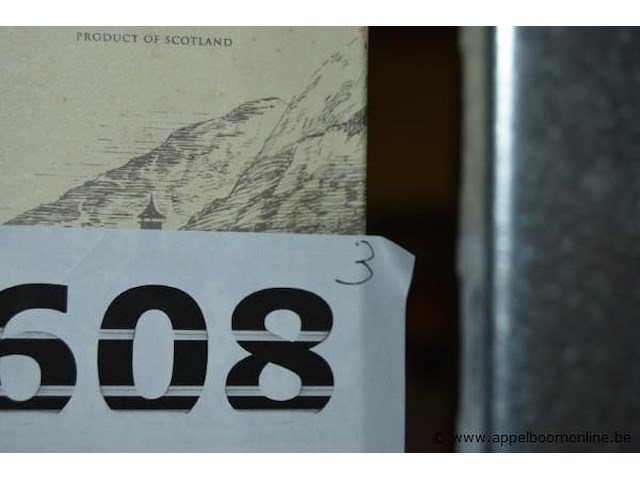 PRODUCT OF SCOTLAND
3
608
© www.appelboomonline.be